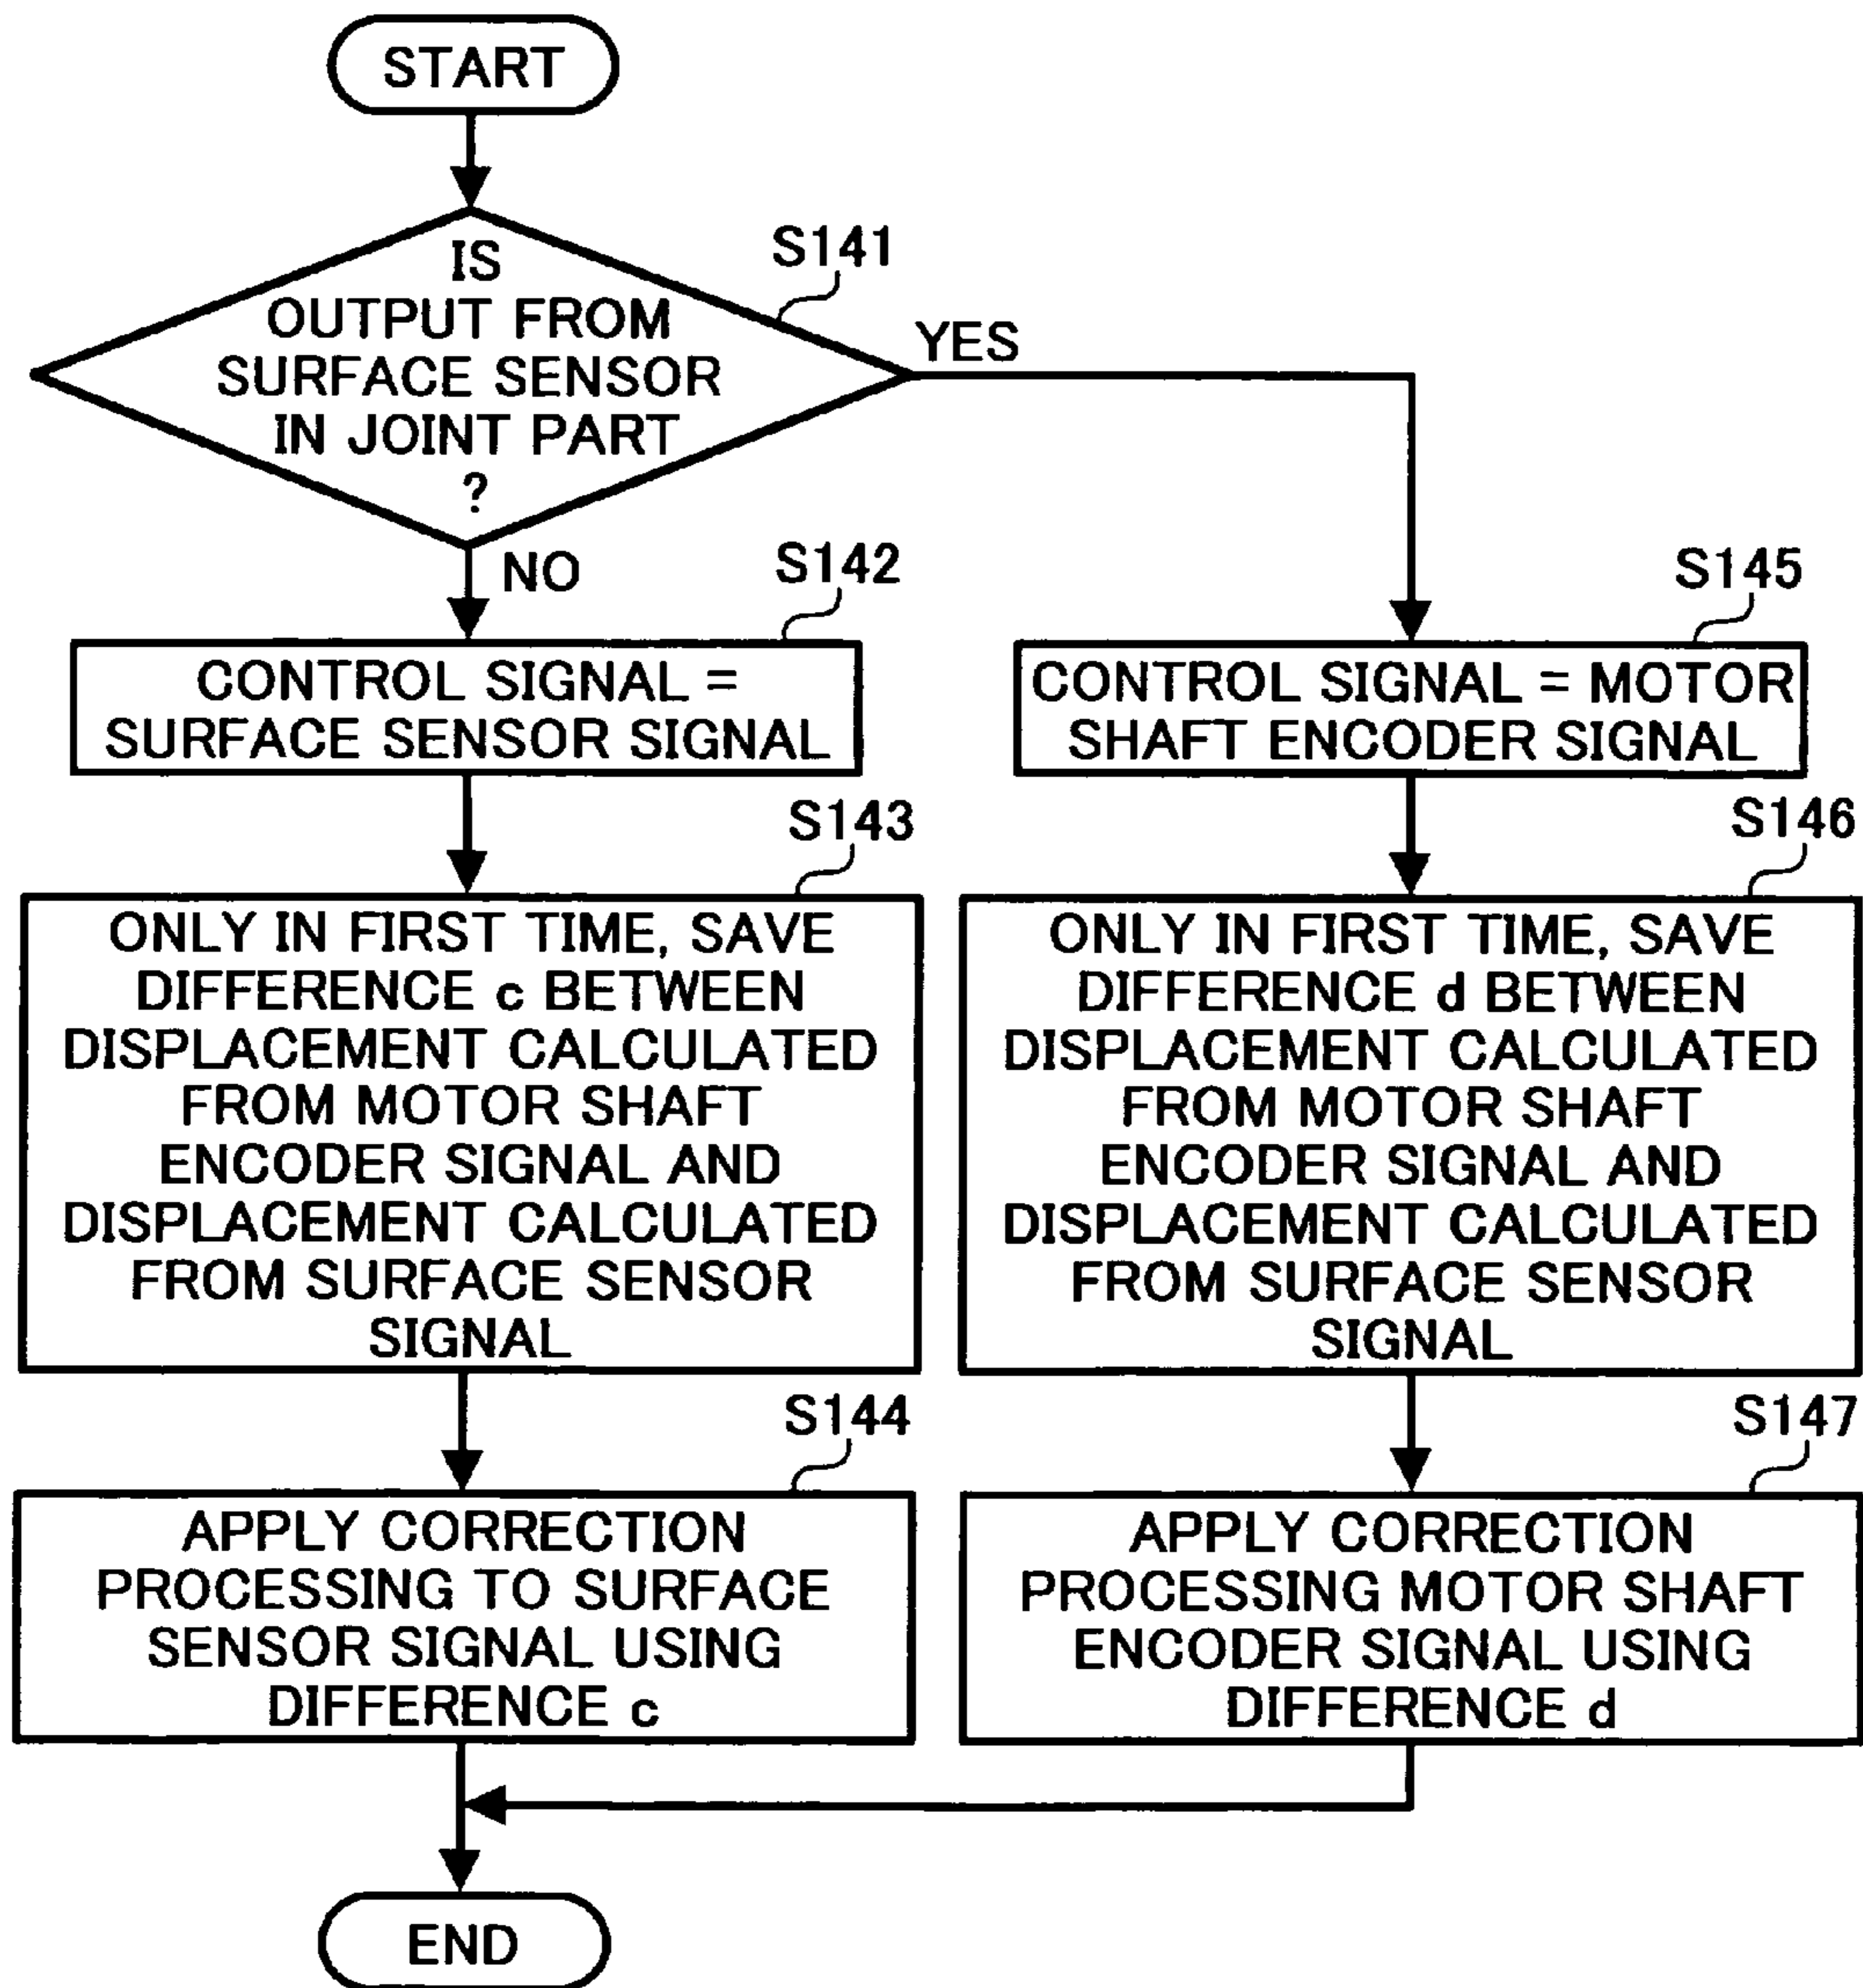 START
S141
IS
OUTPUT FROM
SURFACE SENSOR
IN JOINT PART
?
YES
NO
S142
CONTROL SIGNAL =
SURFACE SENSOR SIGNAL
S143
ONLY IN FIRST TIME, SAVE
DIFFERENCE c BETWEEN
DISPLACEMENT CALCULATED
FROM MOTOR SHAFT
ENCODER SIGNAL AND
DISPLACEMENT CALCULATED
FROM SURFACE SENSOR
SIGNAL
S144
APPLY CORRECTION
PROCESSING TO SURFACE
SENSOR SIGNAL USING
DIFFERENCE c
S145
CONTROL SIGNAL = MOTOR
SHAFT ENCODER SIGNAL
S146
ONLY IN FIRST TIME, SAVE
DIFFERENCE d BETWEEN
DISPLACEMENT CALCULATED
FROM MOTOR SHAFT
ENCODER SIGNAL AND
DISPLACEMENT CALCULATED
FROM SURFACE SENSOR
SIGNAL
S147
APPLY CORRECTION
PROCESSING MOTOR SHAFT
ENCODER SIGNAL USING
DIFFERENCE d
END